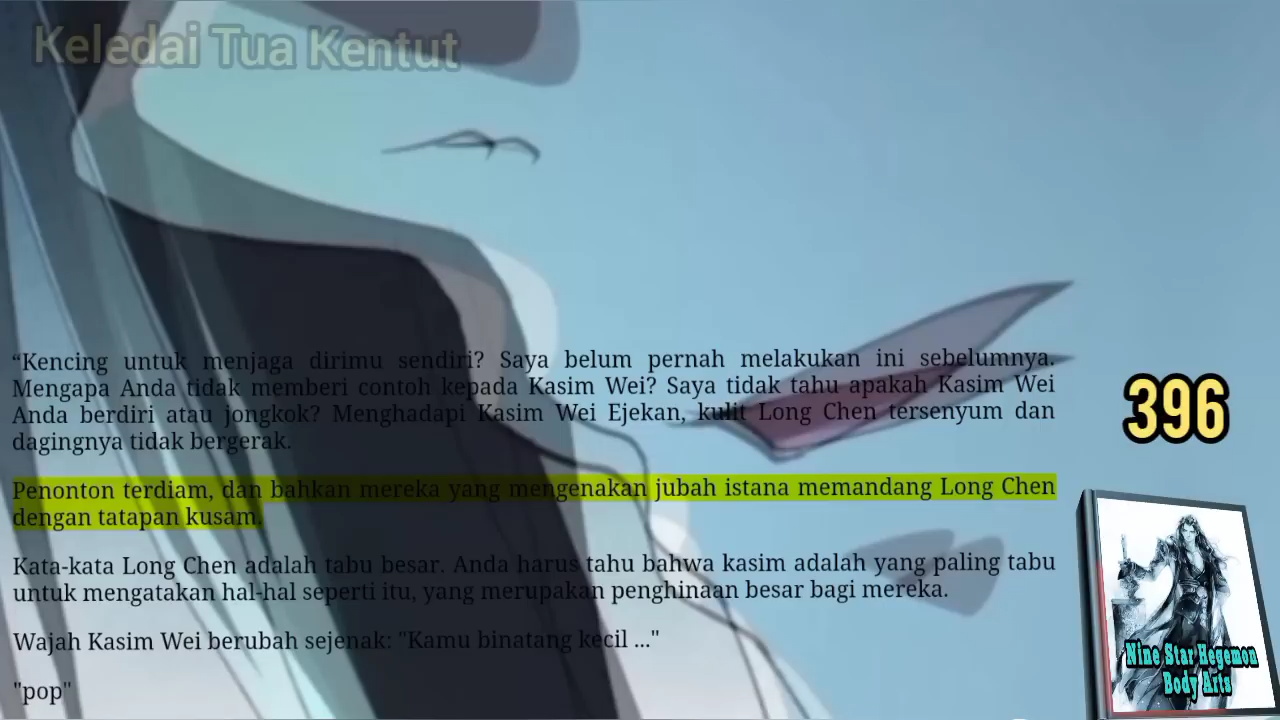 Keledai Tua Kentut
“Kencing untuk menjaga dirimu sendiri? Saya belum pernah melakukan ini sebelumnya.
Mengapa Anda tidak memberi contoh kepada Kasim Wei? Saya tidak tahu apakah Kasim Wei
Anda berdiri atau jongkok? Menghadapi Kasim Wei Ejekan, kulit Long Chen tersenyum dan
dagingnya tidak bergerak.
396
Penonton terdiam, dan bahkan mereka yang mengenakan jubah istana memandang Long Chen
dengan tatapan kusam.
Kata-kata Long Chen adalah tabu besar. Anda harus tahu bahwa kasim adalah yang paling tabu
untuk mengatakan hal-hal seperti itu, yang merupakan penghinaan besar bagi mereka.
Wajah Kasim Wei berubah sejenak: "Kamu binatang kecil ..."
"pop"
Nine Star Hegemon
Body Arts